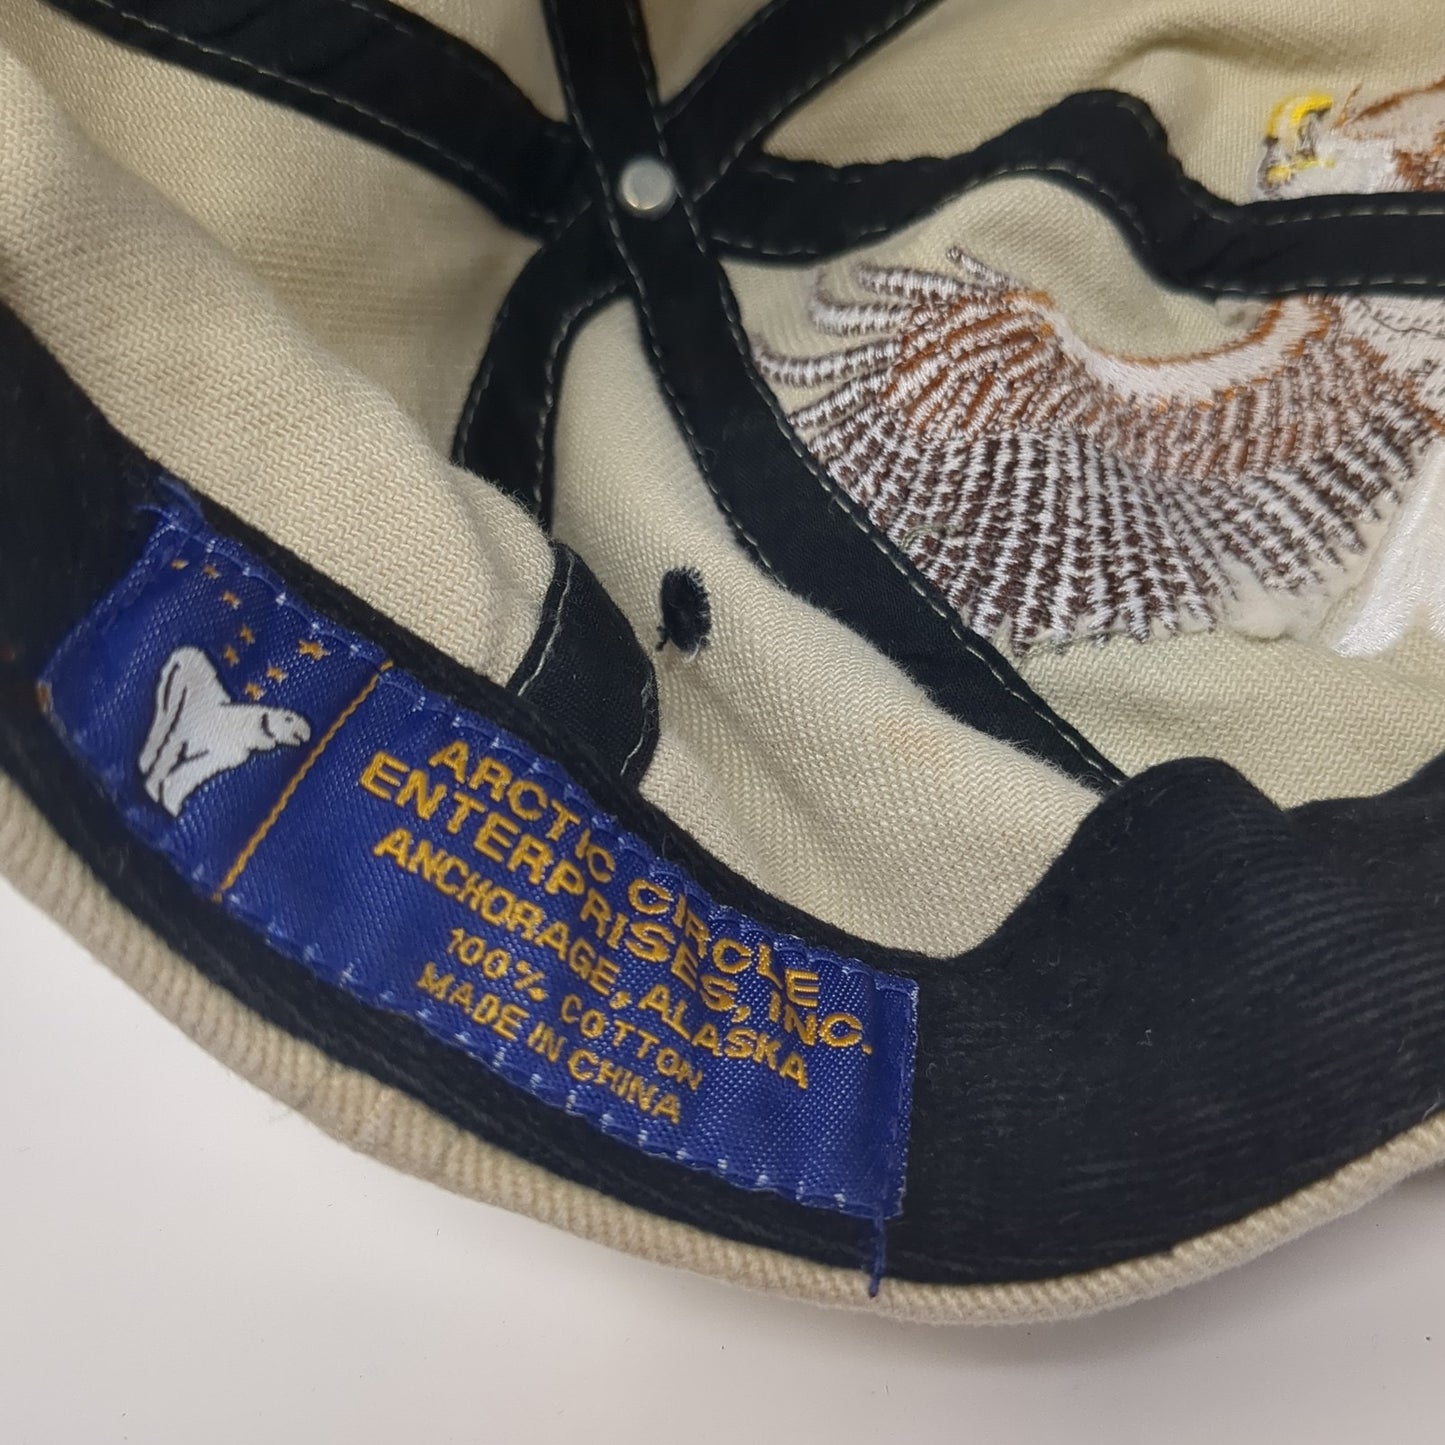 ARCTIC CIRCLE
ENTERPRISES, INC.
ANCHORAGE, ALASKA
100% COTTON
MADE IN CHINA